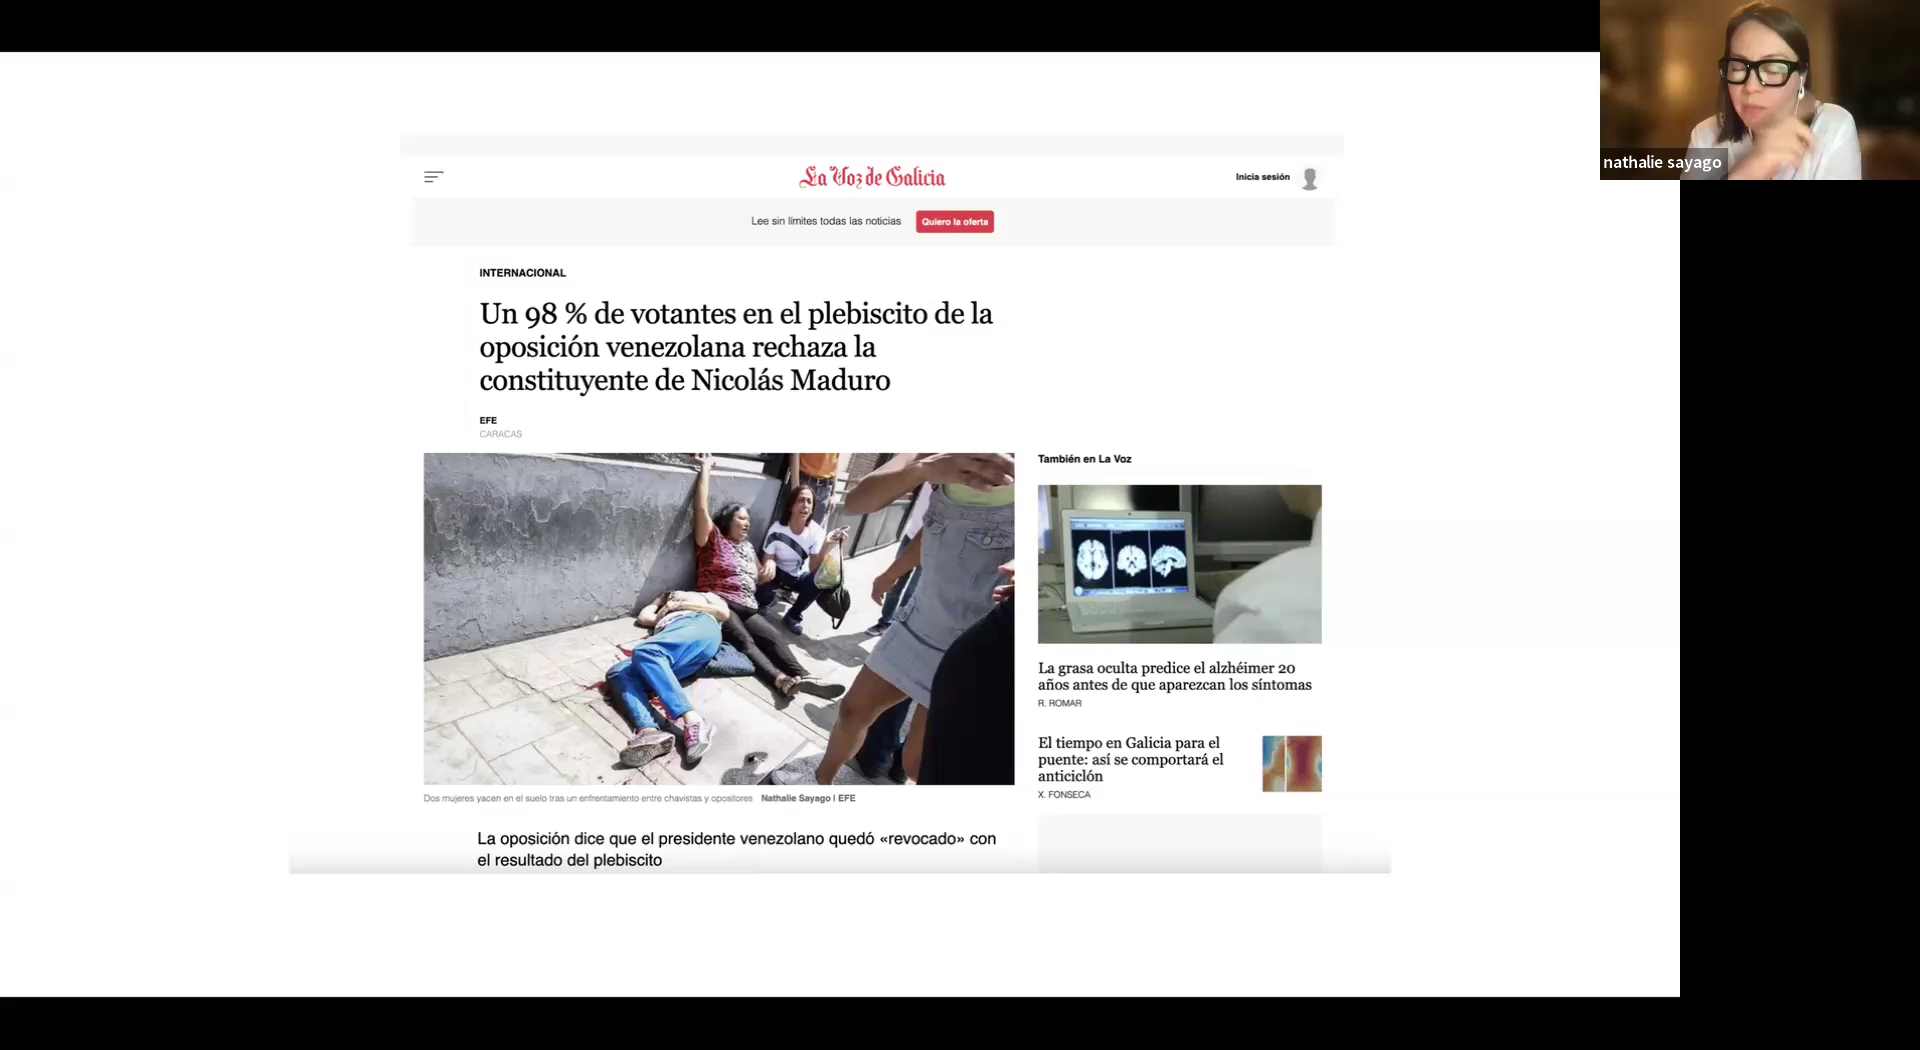 nathalie sayago
La Voz de Galicia
Inicia sesión
Lee sin límites todas las noticias
Quiero la oferta
INTERNACIONAL
Un 98 % de votantes en el plebiscito de la
oposición venezolana rechaza la
constituyente de Nicolás Maduro
EFE
CARACAS
Dos mujeres yacen en el suelo tras un enfrentamiento entre chavistas y opositores Nathalie Sayago | EFE
La oposición dice que el presidente venezolano quedó «revocado» con
el resultado del plebiscito
También en La Voz
La grasa oculta predice el alzhéimer 20
años antes de que aparezcan los síntomas
R. ROMAR
El tiempo en Galicia para el
puente: así se comportará el
anticiclón
X. FONSECA